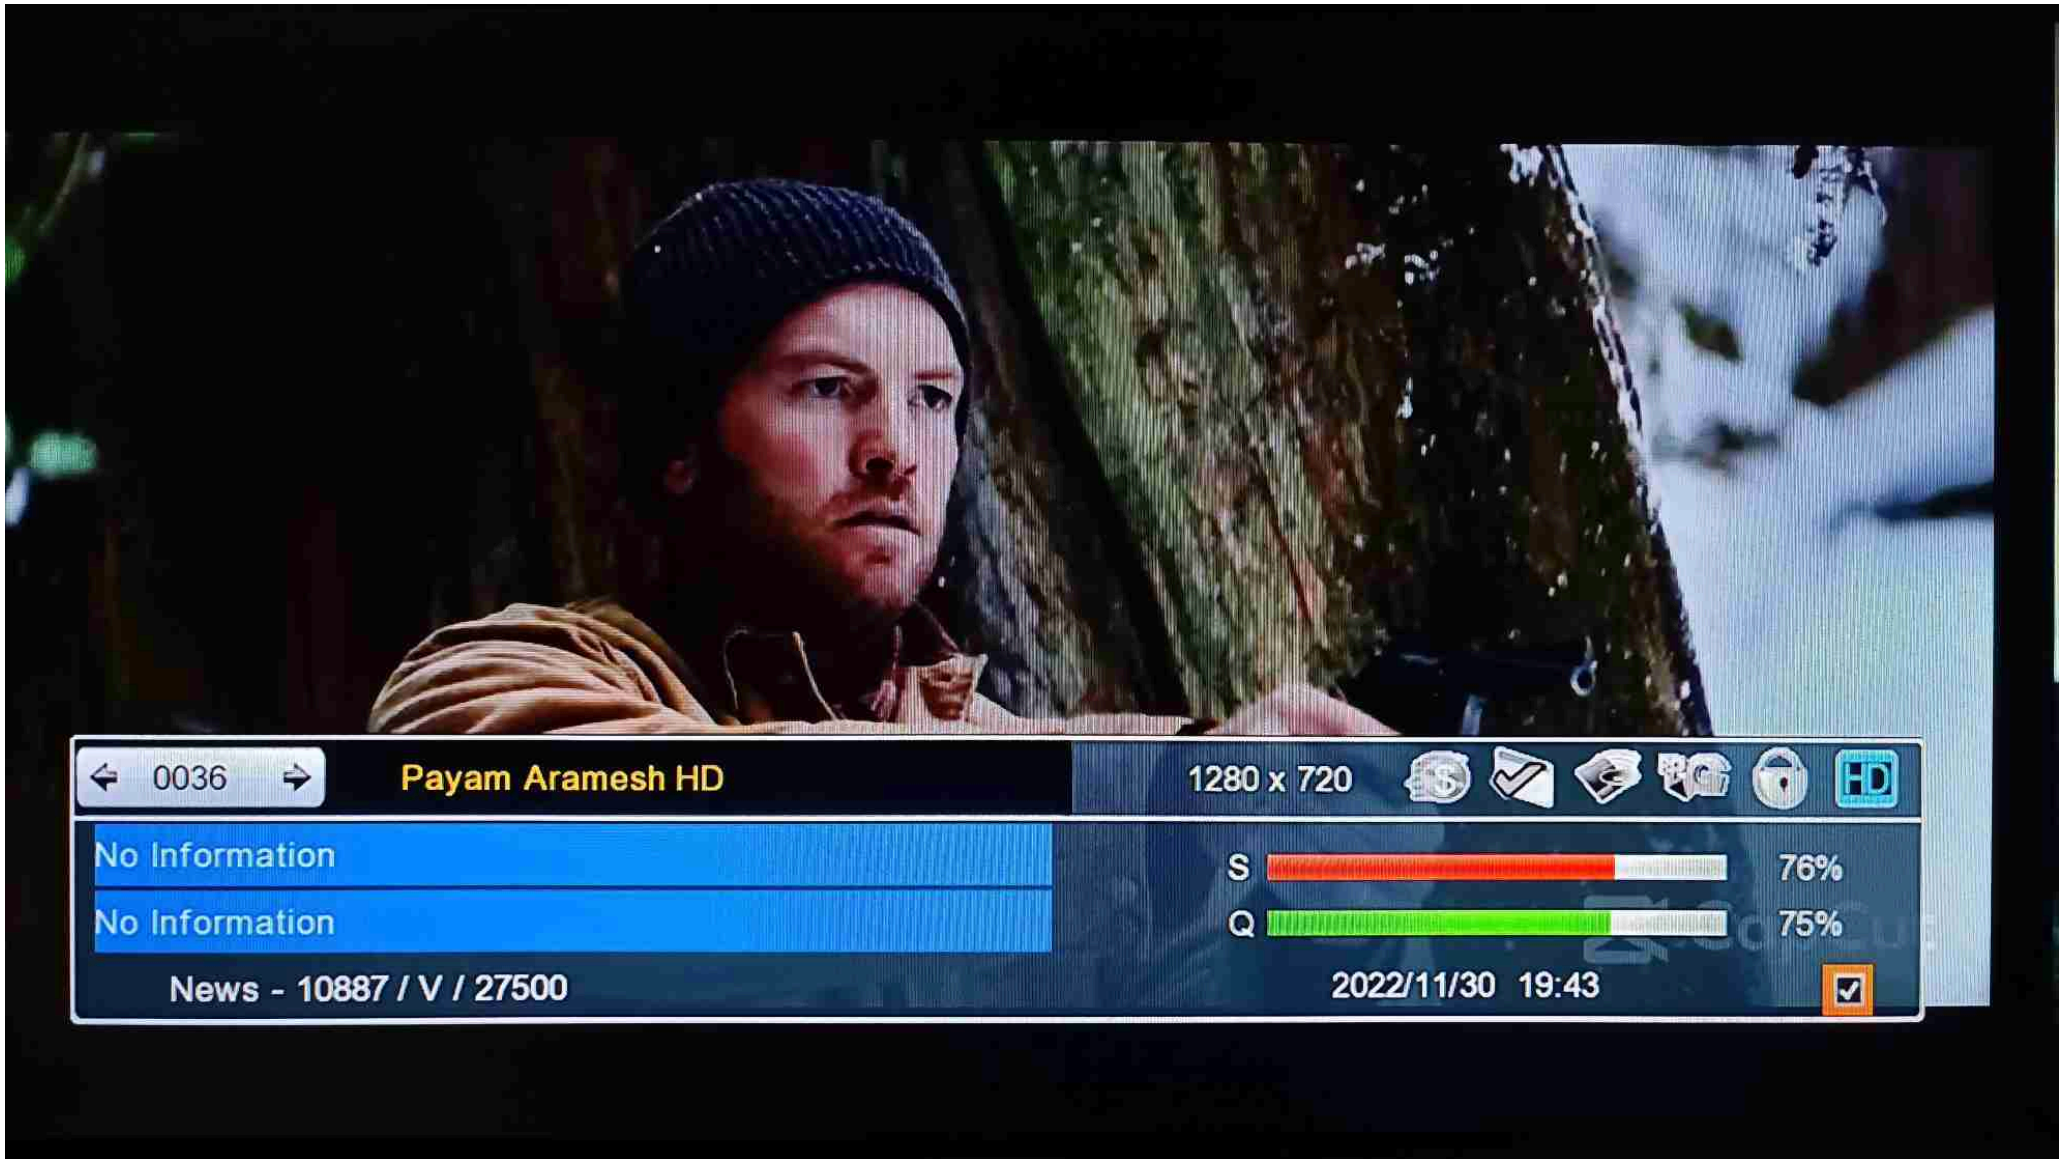 0036
Payam Aramesh HD
1280 x 720
HD
No Information
S 76%
No Information
Q 75%
News - 10887 / V / 27500
2022/11/30 19:43